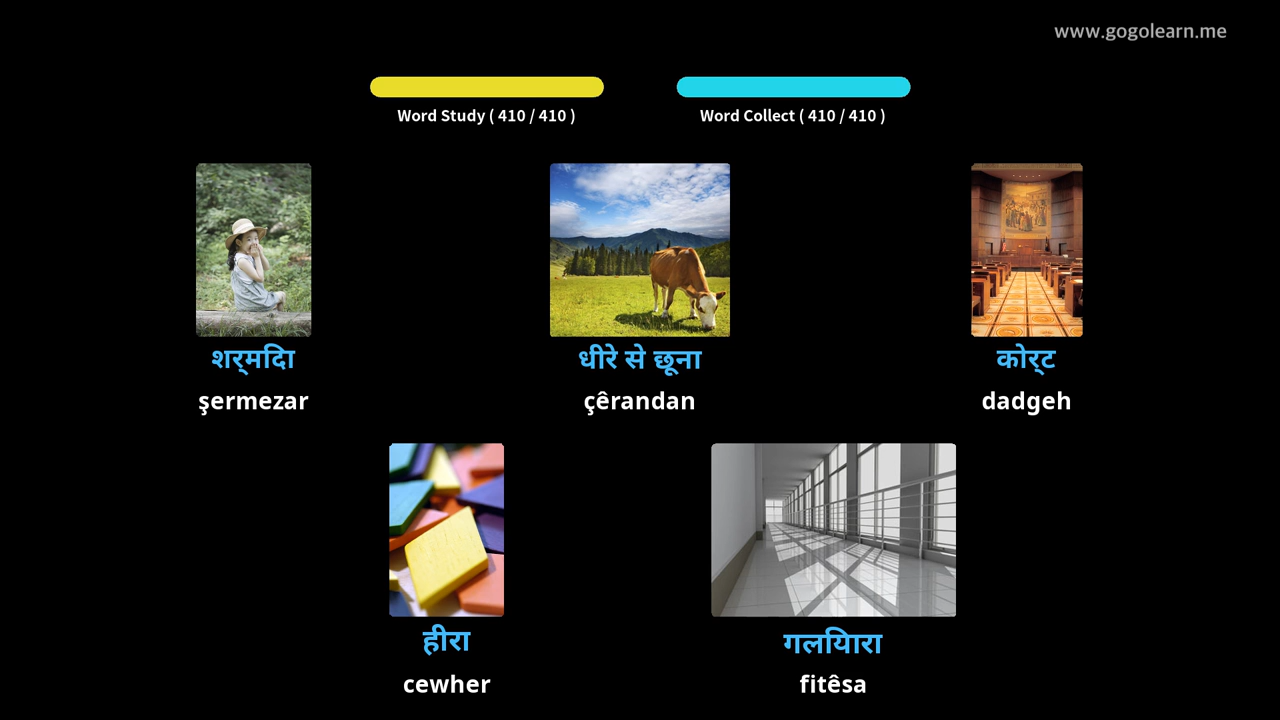 www.gogolearn.me
Word Study ( 410 / 410 )
Word Collect ( 410 / 410 )
शर्मिदा
şermezar
धीरे से छूना
çêrandan
कोर्ट
dadgeh
हीरा
cewher
गलियारा
fitêsa